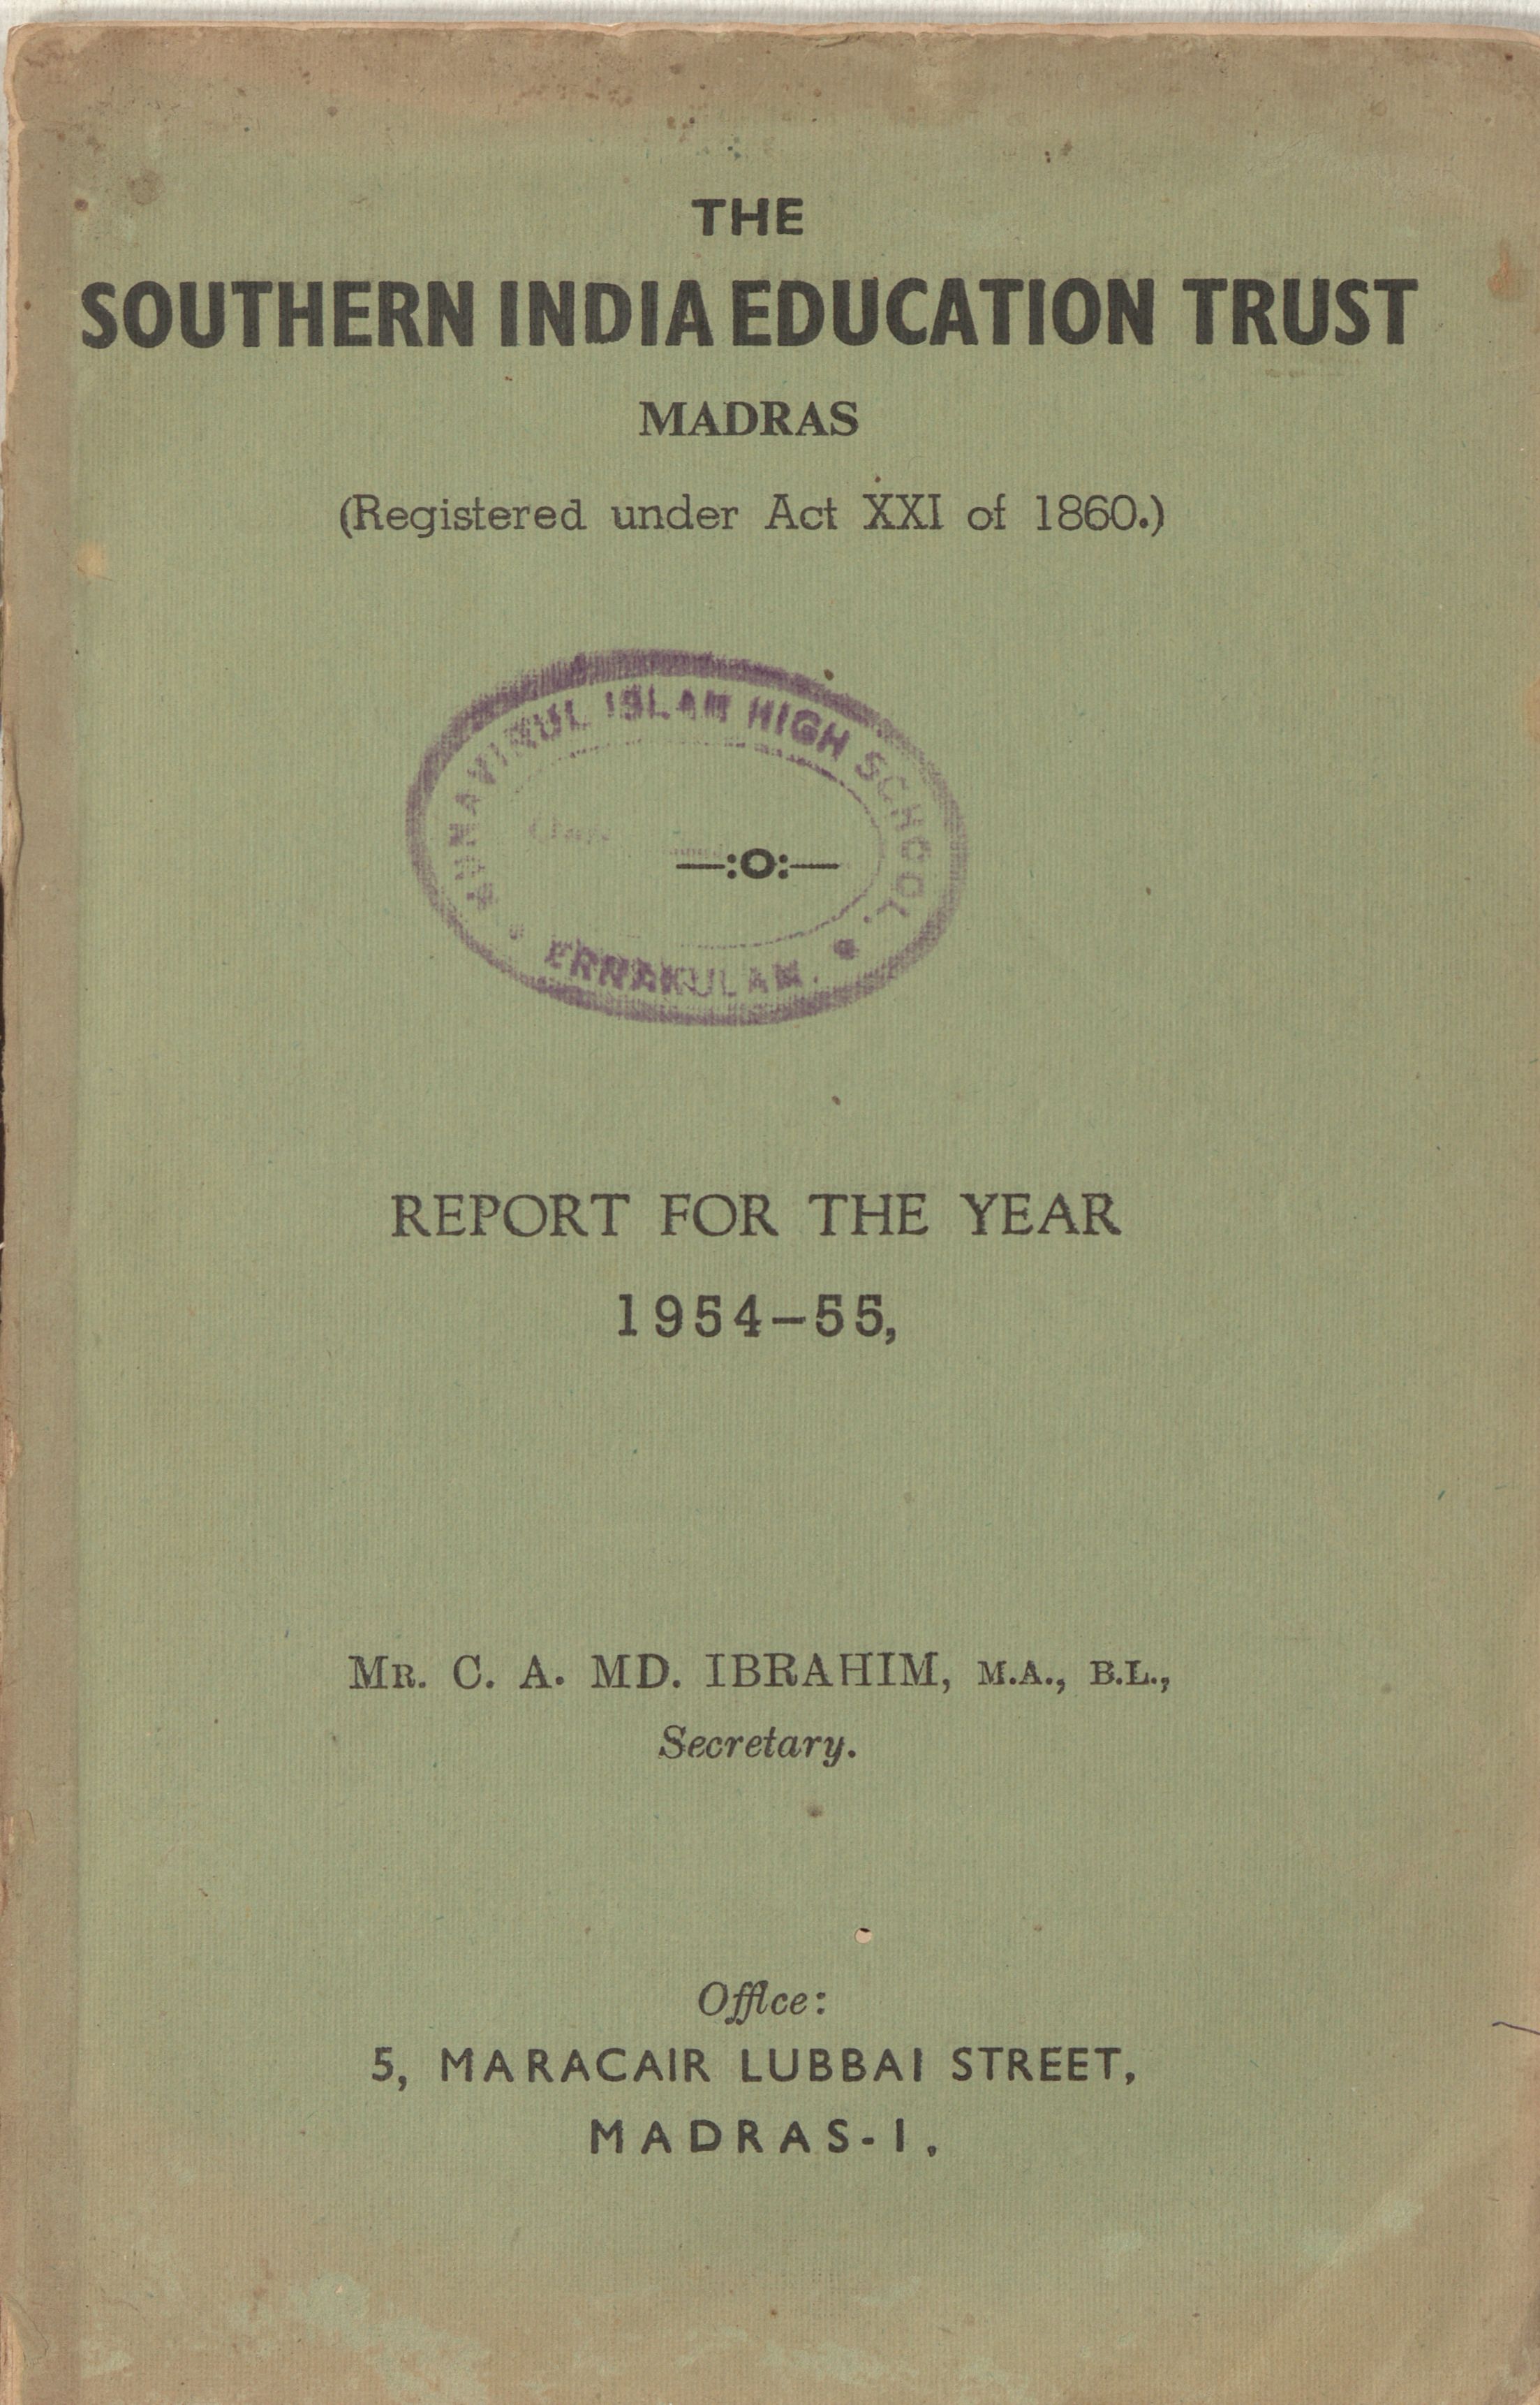 THE
SOUTHERN INDIA EDUCATION TRUST
MADRAS
(Registered under Act XXI of 1860.)
ISLAM HIGH SCHOOL.
—:O:—
ERNAKULAM.
REPORT FOR THE YEAR
1954–55,
MR. C. A. MD. IBRAHIM, M.A., B.L.,
Secretary.
Office:
5, MARACAIR LUBBAI STREET,
MADRAS-1.